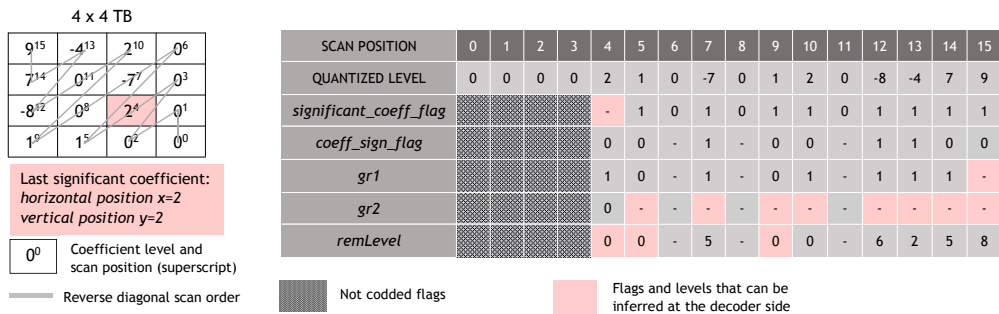 4 x 4 TB
9¹⁵ -4¹³ 2¹⁰ 0⁶
7¹⁴ 0¹¹ -7⁷ 0³
-8¹² 0⁸ 2⁴ 0¹
1⁹ 1⁵ 0² 0⁰
Last significant coefficient:
horizontal position x=2
vertical position y=2
0⁰ Coefficient level and
scan position (superscript)
Reverse diagonal scan order
SCAN POSITION 0 1 2 3 4 5 6 7 8 9 10 11 12 13 14 15
QUANTIZED LEVEL 0 0 0 0 2 1 0 -7 0 1 2 0 -8 -4 7 9
significant_coeff_flag - 1 0 1 0 1 1 0 1 1 1 1
coeff_sign_flag 0 0 - 1 - 0 0 - 1 1 0 0
gr1 1 0 - 1 - 0 1 - 1 1 1 -
gr2 0 - - - - - - - - - - -
remLevel 0 0 - 5 - 0 0 - 6 2 5 8
Not codded flags
Flags and levels that can be
inferred at the decoder side